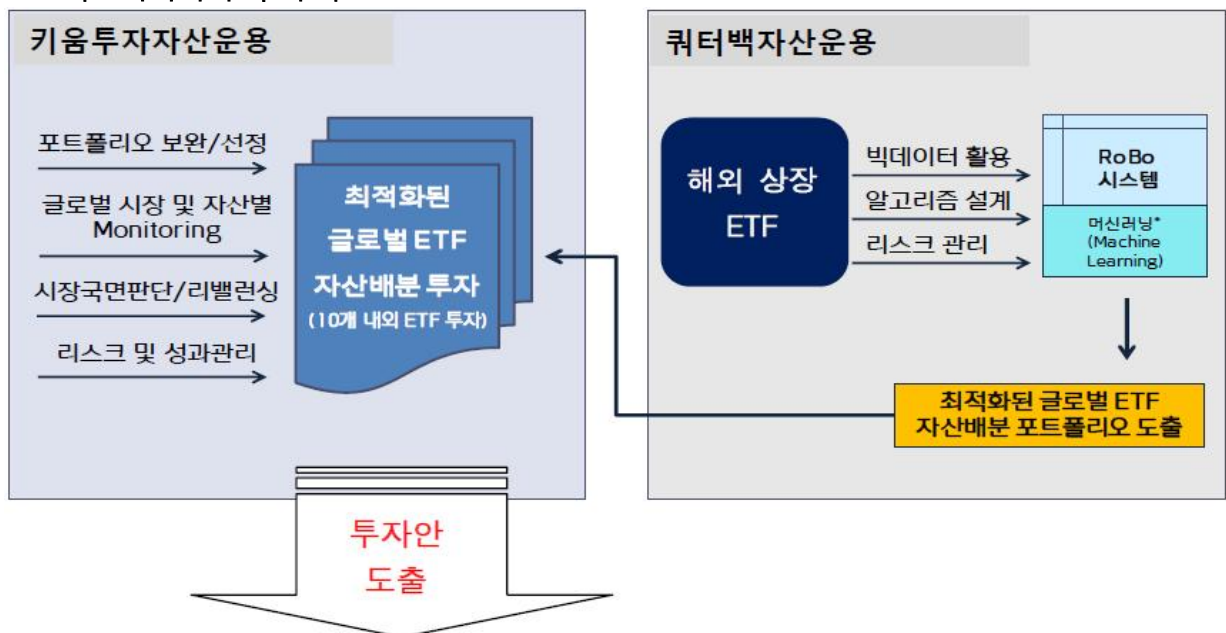 키움투자자산운용
포트폴리오 보완/선정
글로벌 시장 및 자산별
Monitoring
시장국면판단/리밸런싱
리스크 및 성과관리
최적화된
글로벌 ETF
자산배분 투자
(10개 내외 ETF 투자)
투자안
도출
쿼터백자산운용
해외 상장
ETF
빅데이터 활용
알고리즘 설계
리스크 관리
RoBo
시스템
머신러닝*
(Machine
Learning)
최적화된 글로벌 ETF
자산배분 포트폴리오 도출